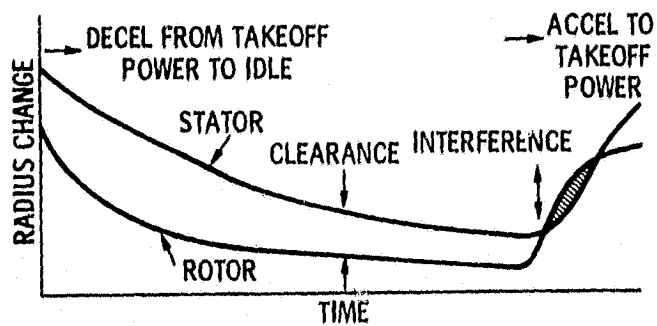 DECEL FROM TAKEOFF
POWER TO IDLE
ACCEL TO
TAKEOFF
POWER
STATOR
CLEARANCE
INTERFERENCE
RADIUS CHANGE
ROTOR
TIME